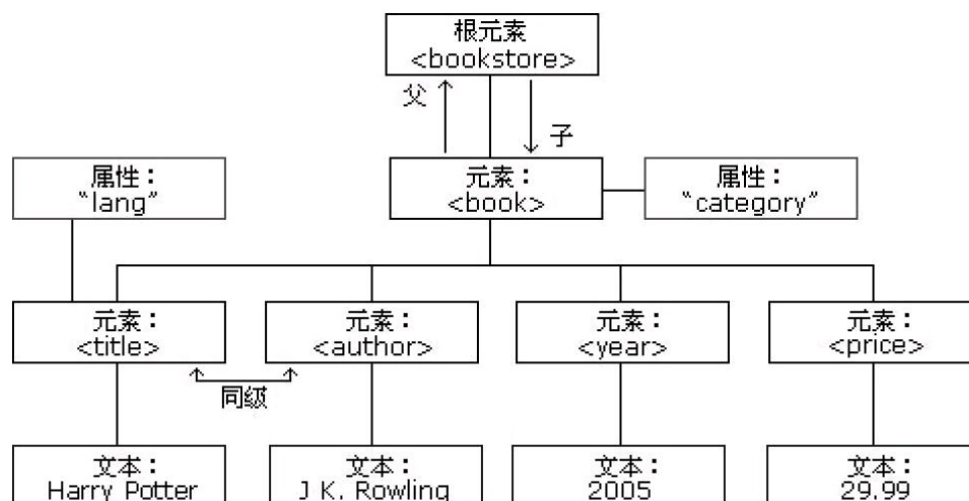 根元素
<bookstore>
父
子
属性：
"lang"
元素：
<book>
属性：
"category"
元素：
<title>
元素：
<author>
元素：
<year>
元素：
<price>
同级
文本：
Harry Potter
文本：
J K. Rowling
文本：
2005
文本：
29.99